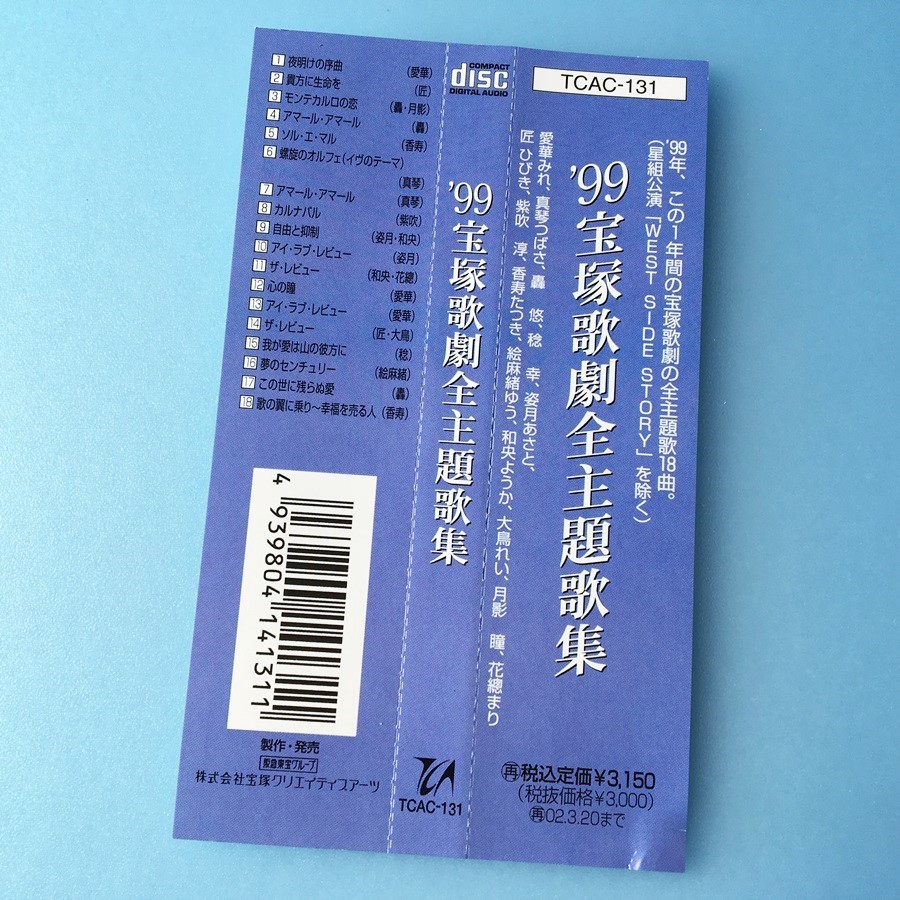 TCAC-131
'99年、この1年間の宝塚歌劇の全主題歌18曲。
(星組公演「WEST SIDE STORY」を除く)
'99宝塚歌劇全主題歌集
愛華みれ、真琴つばさ、轟 悠、稔 幸、姿月あさと、
匠 ひびき、紫吹 淳、香寿たつき、絵麻緒ゆう、和央ようか、大鳥れい、月影 瞳、花總まり
再税込定価¥3,150
(税抜価格¥3,000)
再02.3.20まで
COMPACT
disc
DIGITAL AUDIO
'99宝塚歌劇全主題歌集
TCAC-131
1 夜明けの序曲 (愛華)
2 貴方に生命を (匠)
3 モンテカルロの恋 (轟・月影)
4 アマール・アマール (轟)
5 ソル・エ・マル (香寿)
6 螺旋のオルフェ(イヴのテーマ)
(真琴)
7 アマール・アマール (真琴)
8 カルナバル (紫吹)
9 自由と抑制 (姿月・和央)
10 アイ・ラブ・レビュー (姿月)
11 ザ・レビュー (和央・花總)
12 心の瞳 (愛華)
13 アイ・ラブ・レビュー (愛華)
14 ザ・レビュー (匠・大鳥)
15 我が愛は山の彼方に (稔)
16 夢のセンチュリー (絵麻緒)
17 この世に残らぬ愛 (轟)
18 歌の翼に乗り〜幸福を売る人 (香寿)
4 939804 141311
製作・発売
阪急東宝グループ
株式会社宝塚クリエイティブアーツ